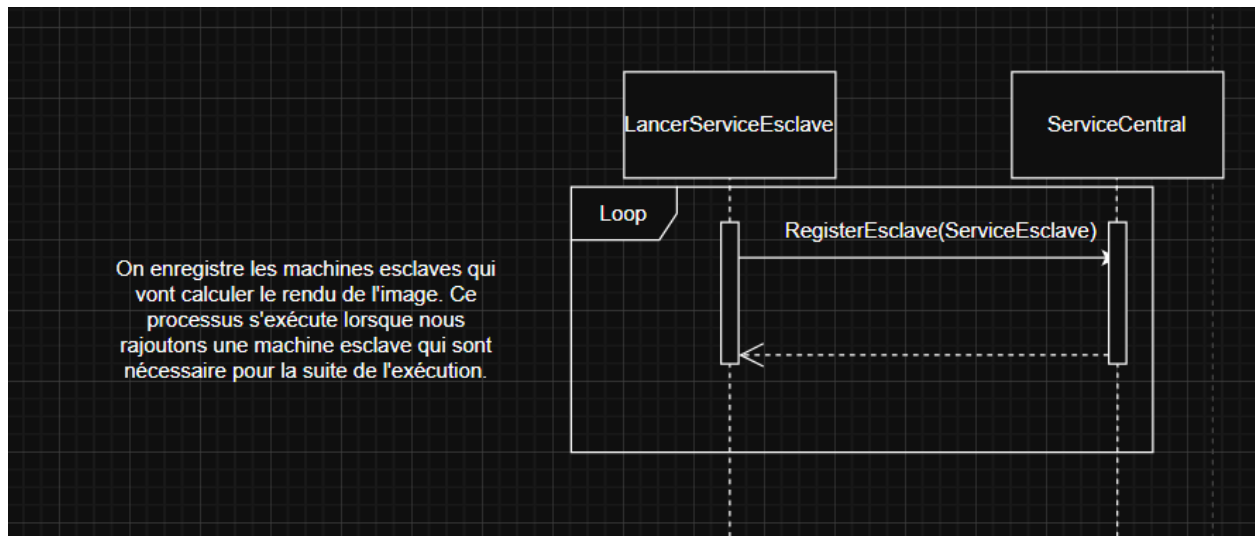 LancerServiceEsclave
ServiceCentral
Loop
RegisterEsclave(ServiceEsclave)
On enregistre les machines esclaves qui
vont calculer le rendu de l'image. Ce
processus s'exécute lorsque nous
rajoutons une machine esclave qui sont
nécessaire pour la suite de l'exécution.